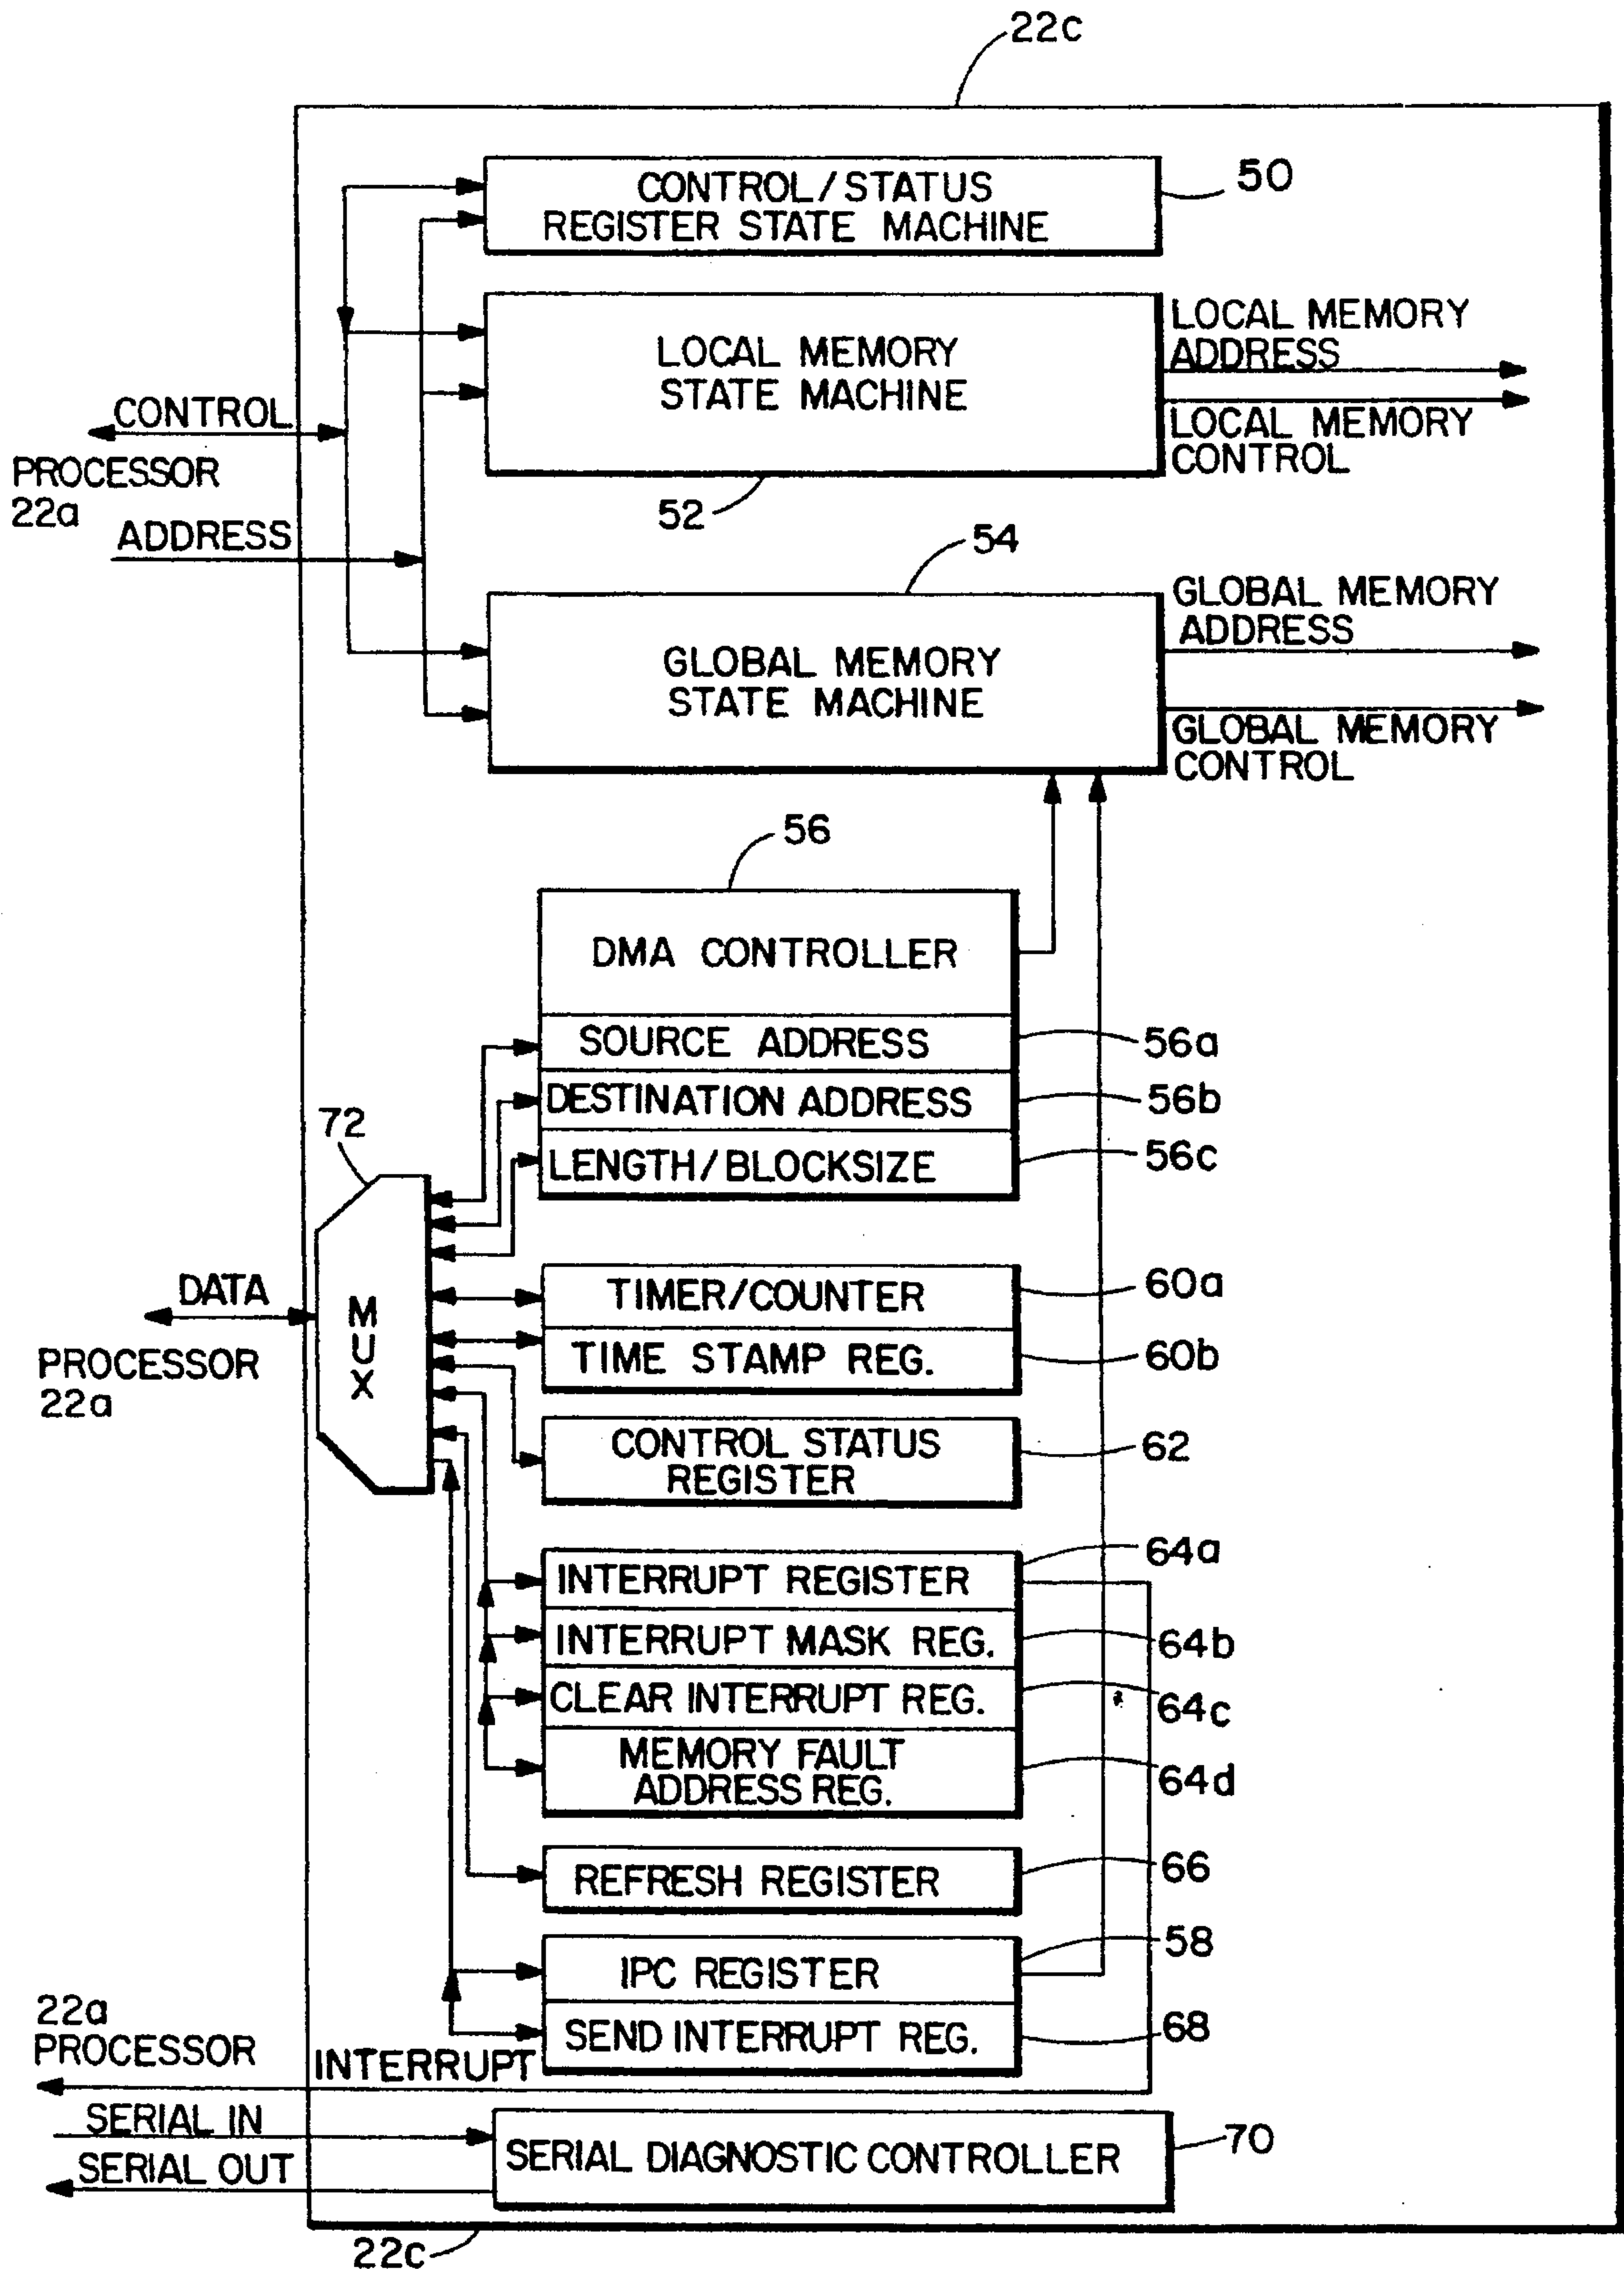 22c
CONTROL/STATUS
REGISTER STATE MACHINE
50
LOCAL MEMORY
STATE MACHINE
52
LOCAL MEMORY
ADDRESS
LOCAL MEMORY
CONTROL
CONTROL
PROCESSOR
22a
ADDRESS
54
GLOBAL MEMORY
STATE MACHINE
GLOBAL MEMORY
ADDRESS
GLOBAL MEMORY
CONTROL
56
DMA CONTROLLER
SOURCE ADDRESS
56a
DESTINATION ADDRESS
56b
LENGTH/BLOCKSIZE
56c
72
MUX
DATA
PROCESSOR
22a
TIMER/COUNTER
60a
TIME STAMP REG.
60b
CONTROL STATUS
REGISTER
62
INTERRUPT REGISTER
64a
INTERRUPT MASK REG.
64b
CLEAR INTERRUPT REG.
64c
MEMORY FAULT
ADDRESS REG.
64d
REFRESH REGISTER
66
IPC REGISTER
58
SEND INTERRUPT REG.
68
22a
PROCESSOR
INTERRUPT
SERIAL IN
SERIAL OUT
SERIAL DIAGNOSTIC CONTROLLER
70
22c